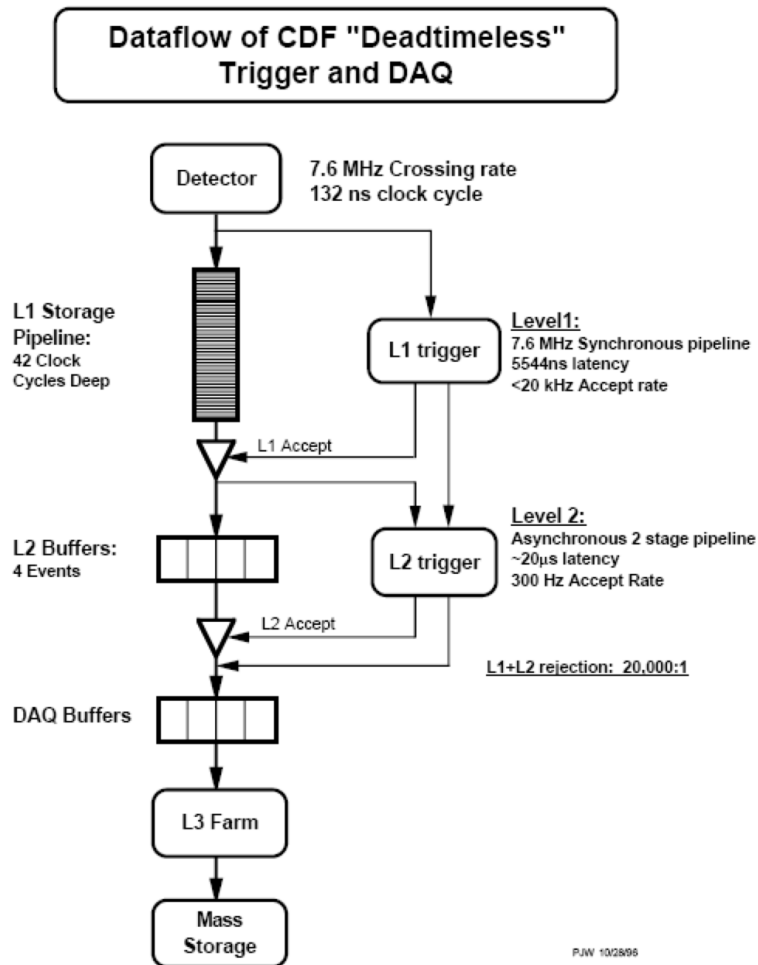 Dataflow of CDF "Deadtimeless"
Trigger and DAQ
Detector
7.6 MHz Crossing rate
132 ns clock cycle
L1 Storage
Pipeline:
42 Clock
Cycles Deep
L1 trigger
Level1:
7.6 MHz Synchronous pipeline
5544ns latency
<20 kHz Accept rate
L1 Accept
L2 Buffers:
4 Events
L2 trigger
Level 2:
Asynchronous 2 stage pipeline
~20μs latency
300 Hz Accept Rate
L2 Accept
L1+L2 rejection: 20,000:1
DAQ Buffers
L3 Farm
Mass
Storage
PJW 10/28/96